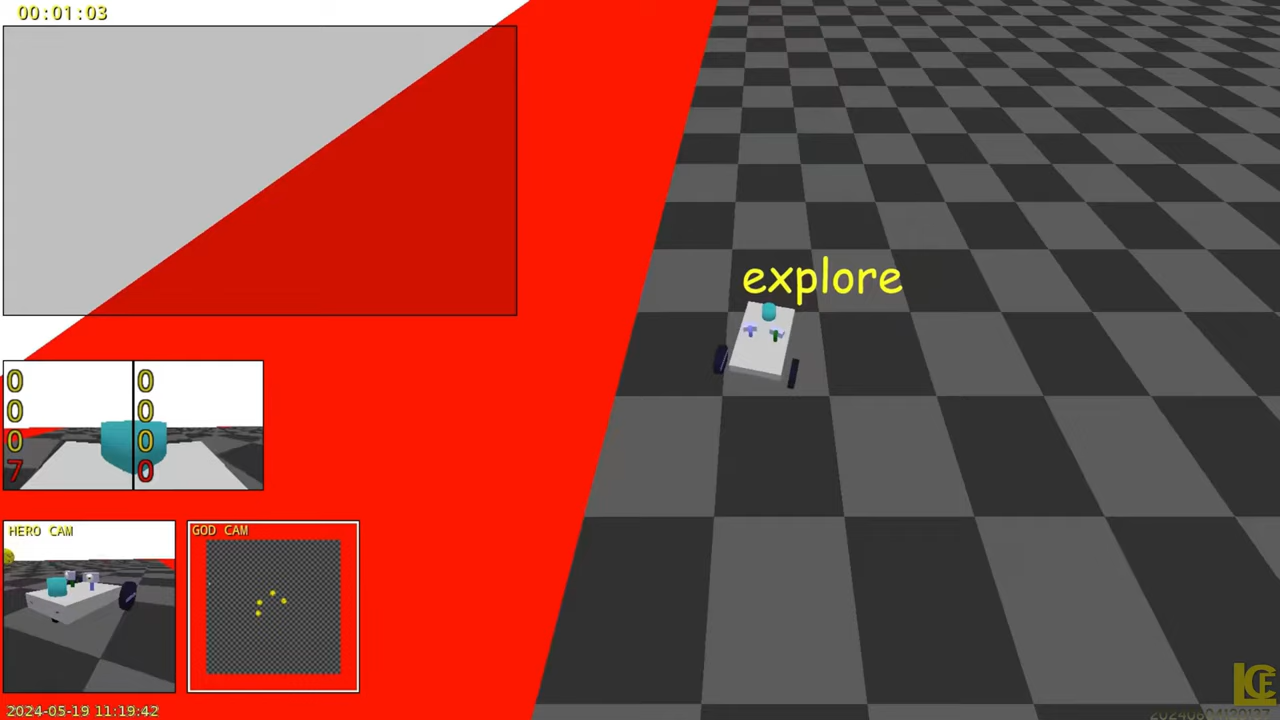 00:01:03
explore
0 0
0 0
0 0
7 0
HERO CAM
GOD CAM
2024-05-19 11:19:42